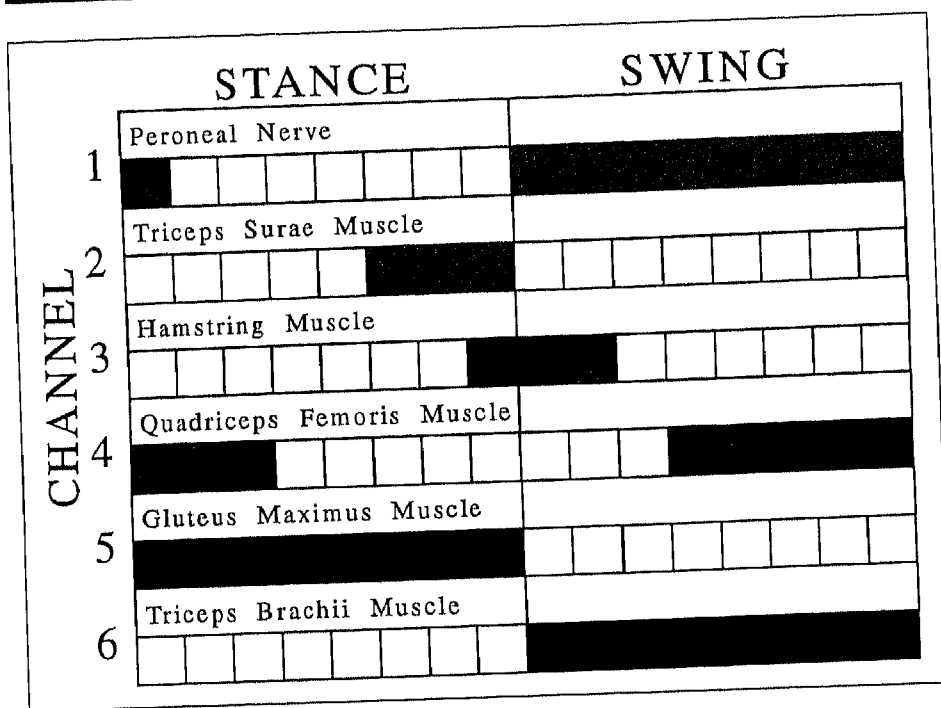 STANCE SWING
CHANNEL
1 Peroneal Nerve
2 Triceps Surae Muscle
3 Hamstring Muscle
4 Quadriceps Femoris Muscle
5 Gluteus Maximus Muscle
6 Triceps Brachii Muscle